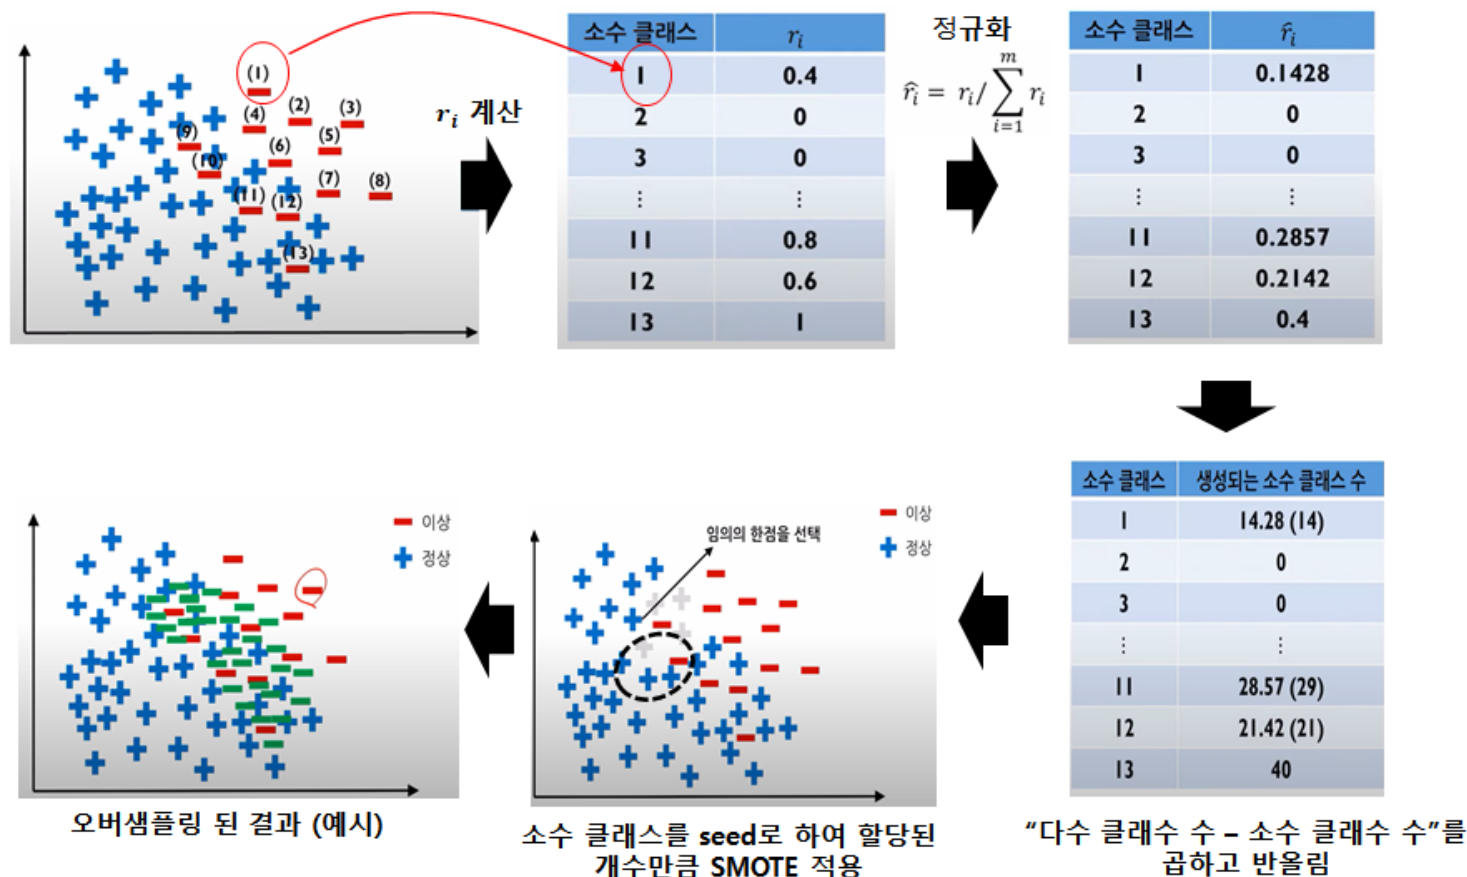 (1)
(2)
(3)
(4)
(5)
(6)
(7)
(8)
(9)
(10)
(11)
(12)
(13)
r_i 계산
소수 클래스 r_i
1 0.4
2 0
3 0
⋮ ⋮
11 0.8
12 0.6
13 1
정규화
r̂_i = r_i / ∑_{i=1}^{m} r_i
소수 클래스 r̂_i
1 0.1428
2 0
3 0
⋮ ⋮
11 0.2857
12 0.2142
13 0.4
소수 클래스 생성되는 소수 클래스 수
1 14.28 (14)
2 0
3 0
⋮ ⋮
11 28.57 (29)
12 21.42 (21)
13 40
“다수 클래수 수 – 소수 클래수 수”를
곱하고 반올림
임의의 한점을 선택
이상
정상
소수 클래스를 seed로 하여 할당된
개수만큼 SMOTE 적용
이상
정상
오버샘플링 된 결과 (예시)